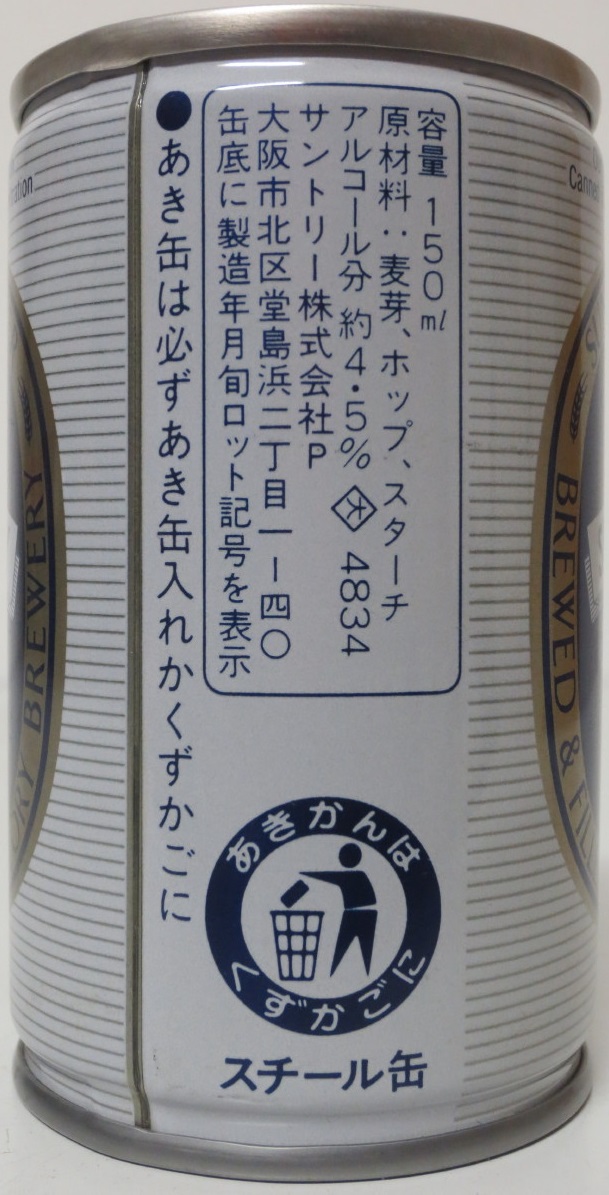 容量 150ml
原材料：麦芽、ホップ、スターチ
アルコール分 約4・5% 4834
サントリー株式会社P
大阪市北区堂島浜二丁目一ー四〇
缶底に製造年月旬ロット記号を表示
●あき缶は必ずあき缶入れかくずかごに
あきかんは
くずかごに
スチール缶
BREWERY
BREWED &